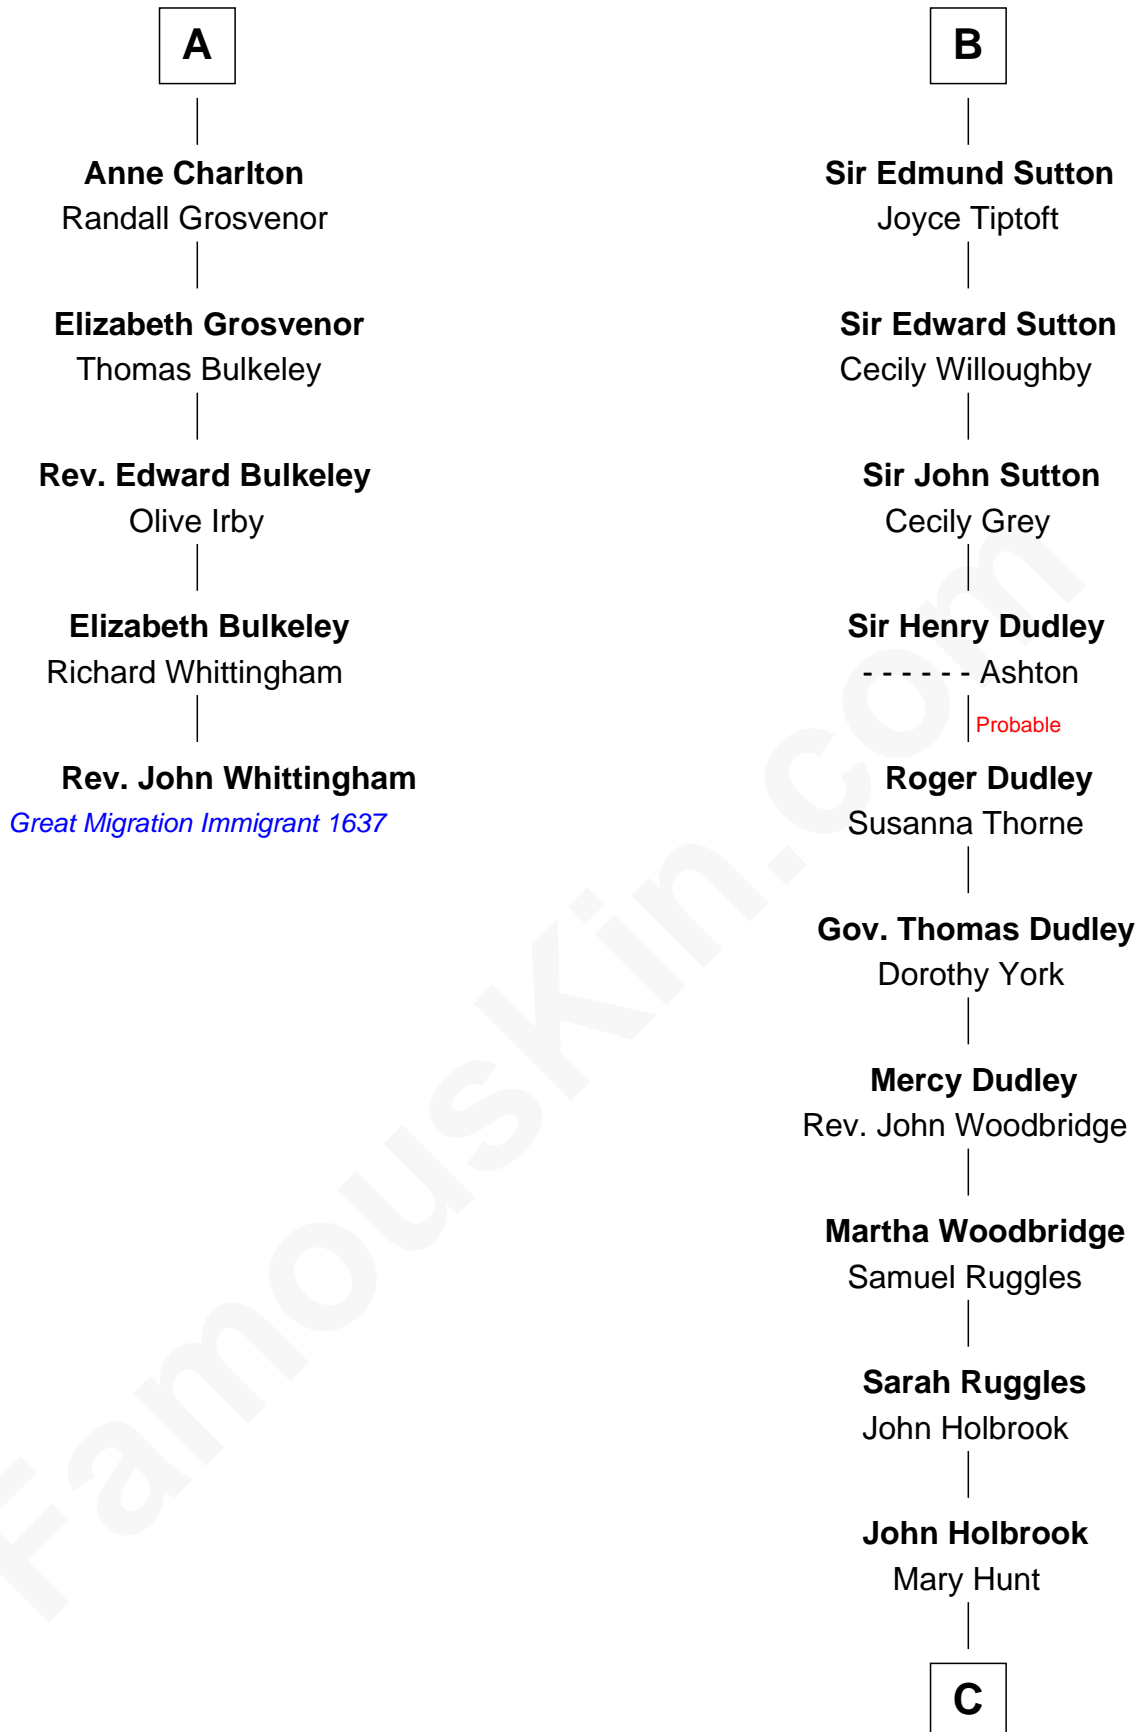 A
Anne Charlton
Randall Grosvenor
Elizabeth Grosvenor
Thomas Bulkeley
Rev. Edward Bulkeley
Olive Irby
Elizabeth Bulkeley
Richard Whittingham
Rev. John Whittingham
Great Migration Immigrant 1637
B
Sir Edmund Sutton
Joyce Tiptoft
Sir Edward Sutton
Cecily Willoughby
Sir John Sutton
Cecily Grey
Sir Henry Dudley
- - - - - - Ashton
Probable
Roger Dudley
Susanna Thorne
Gov. Thomas Dudley
Dorothy York
Mercy Dudley
Rev. John Woodbridge
Martha Woodbridge
Samuel Ruggles
Sarah Ruggles
John Holbrook
John Holbrook
Mary Hunt
C
FamousKin.com